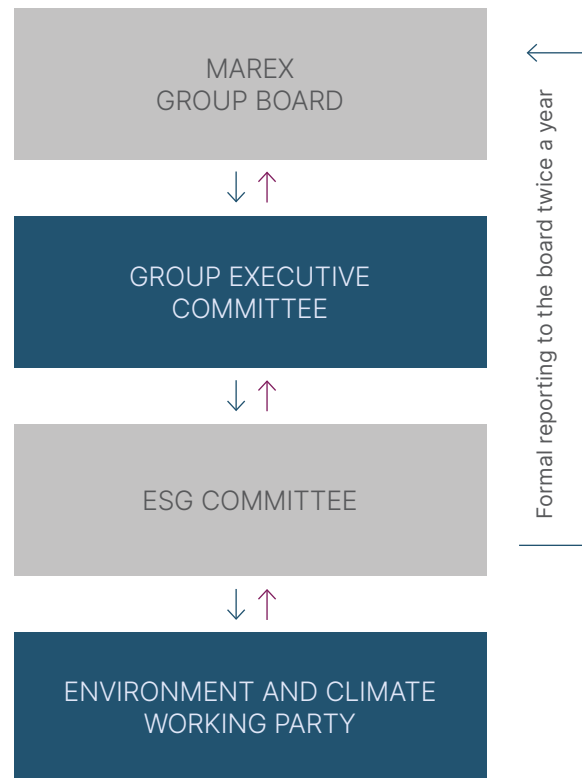 MAREX
GROUP BOARD
GROUP EXECUTIVE
COMMITTEE
ESG COMMITTEE
ENVIRONMENT AND CLIMATE
WORKING PARTY
Formal reporting to the board twice a year